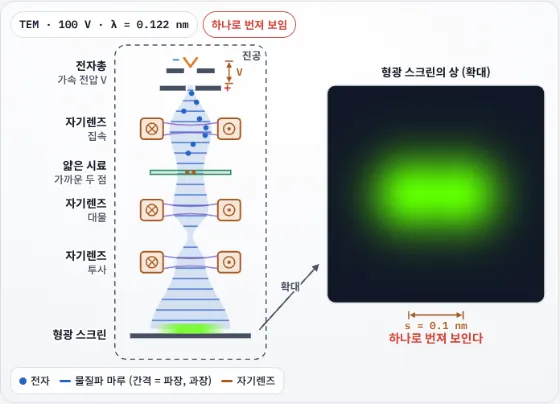 TEM · 100 V · λ = 0.122 nm
하나로 번져 보임
진공
전자총
가속 전압 V
−
V
+
자기렌즈
집속
얇은 시료
가까운 두 점
자기렌즈
대물
자기렌즈
투사
형광 스크린
확대
형광 스크린의 상 (확대)
s = 0.1 nm
하나로 번져 보인다
전자
물질파 마루 (간격 = 파장, 과장)
자기렌즈